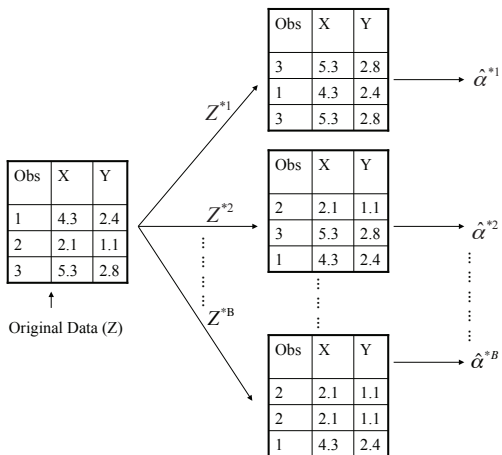 Obs X Y
3 5.3 2.8
1 4.3 2.4
3 5.3 2.8
Z*1
α̂*1
Obs X Y
1 4.3 2.4
2 2.1 1.1
3 5.3 2.8
Original Data (Z)
Z*2
Obs X Y
2 2.1 1.1
3 5.3 2.8
1 4.3 2.4
α̂*2
Z*B
Obs X Y
2 2.1 1.1
2 2.1 1.1
1 4.3 2.4
α̂*B